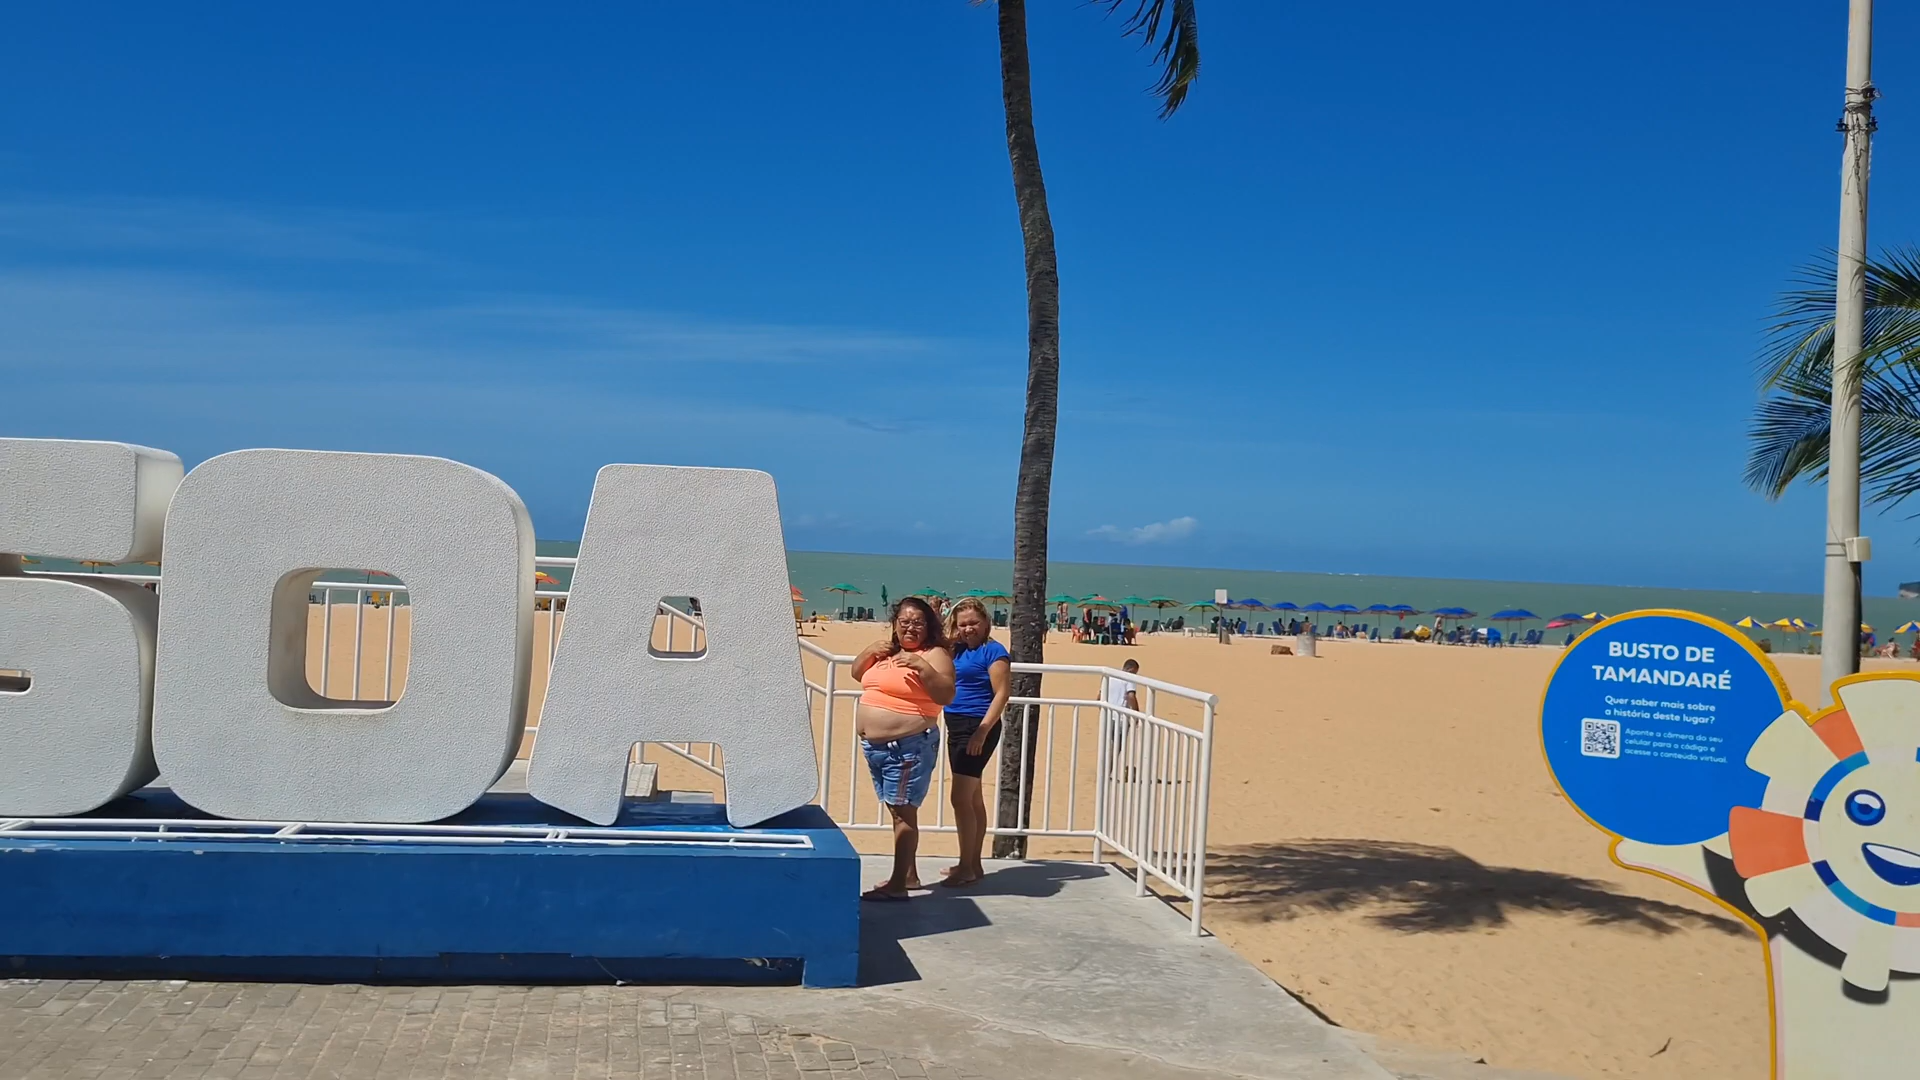 SOA
BUSTO DE
TAMANDARÉ
Quer saber mais sobre
a história deste lugar?
Aponte a câmera do seu
celular para o código e
acesse o conteúdo virtual.